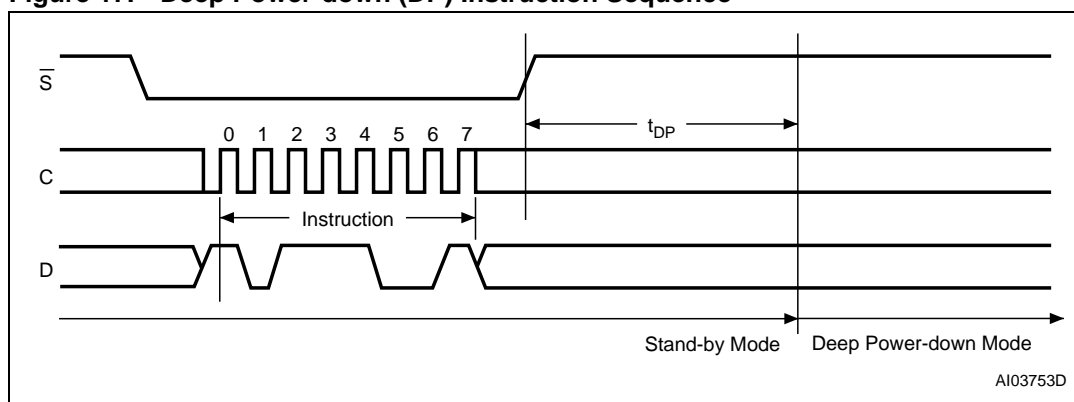 Figure 17. Deep Power-down (DP) Instruction Sequence
S
tDP
0 1 2 3 4 5 6 7
C
Instruction
D
Stand-by Mode
Deep Power-down Mode
AI03753D